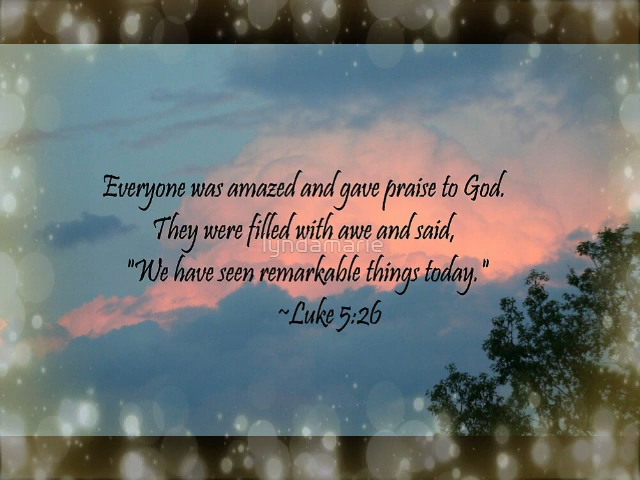 Everyone was amazed and gave praise to God.
They were filled with awe and said,
lyndamarie
"We have seen remarkable things today."
~Luke 5:26